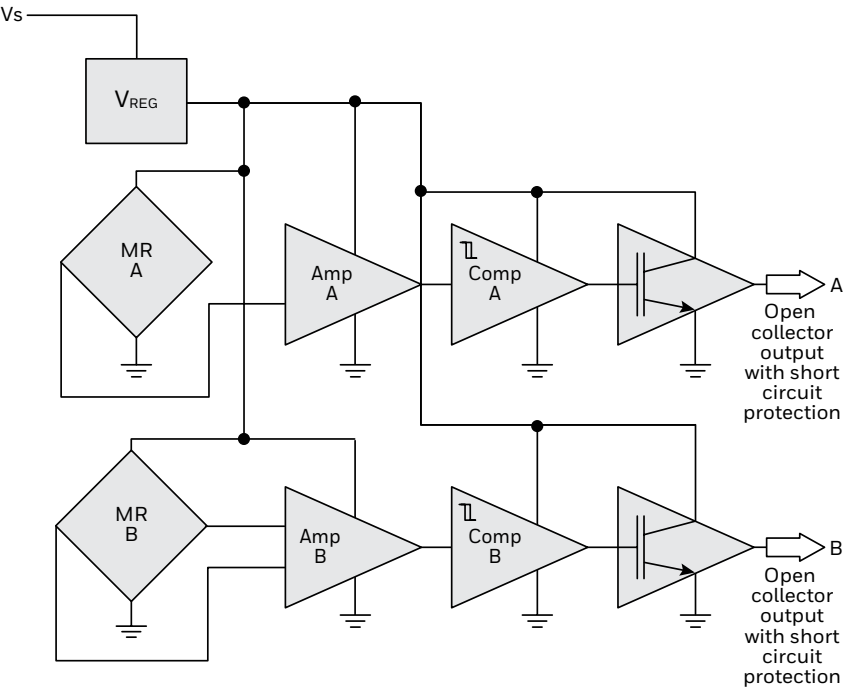 Vs
VREG
MR
A
Amp
A
Comp
A
A
Open
collector
output
with short
circuit
protection
MR
B
Amp
B
Comp
B
B
Open
collector
output
with short
circuit
protection